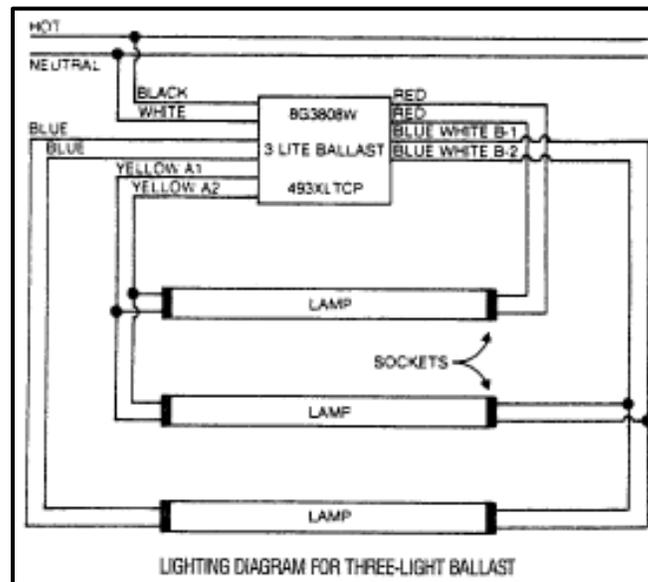 HOT
NEUTRAL
BLACK
WHITE
BLUE
BLUE
YELLOW A1
YELLOW A2
8G3808W
3 LITE BALLAST
493XLTCP
RED
RED
BLUE WHITE B-1
BLUE WHITE B-2
LAMP
SOCKETS
LAMP
LAMP
LIGHTING DIAGRAM FOR THREE-LIGHT BALLAST